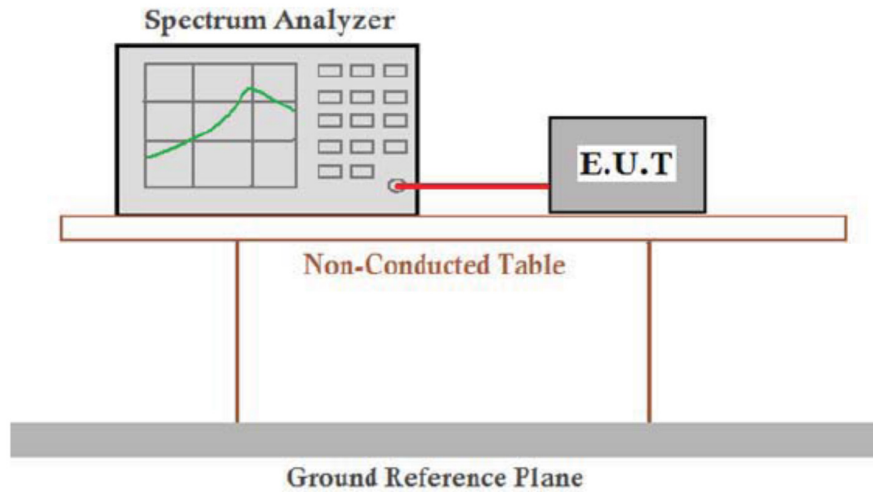 Spectrum Analyzer
E.U.T
Non-Conducted Table
Ground Reference Plane